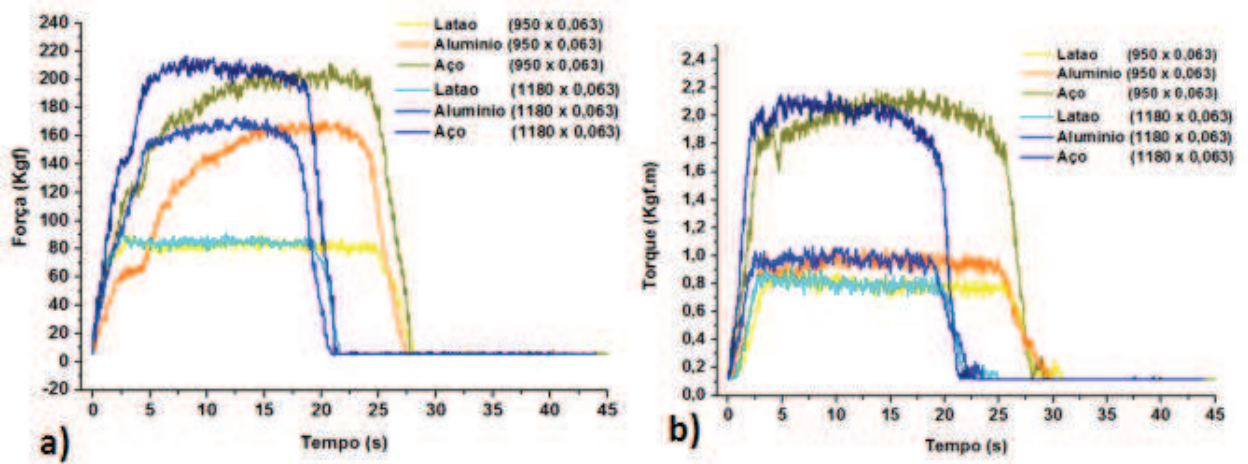 240
220
200
180
160
140
120
100
80
60
40
20
0
-20
Força (Kgf)
Latao (950 x 0,063)
Aluminio (950 x 0,063)
Aço (950 x 0,063)
Latao (1180 x 0,063)
Aluminio (1180 x 0,063)
Aço (1180 x 0,063)
0 5 10 15 20 25 30 35 40 45
Tempo (s)
a)
2,4
2,2
2,0
1,8
1,6
1,4
1,2
1,0
0,8
0,6
0,4
0,2
0,0
Torque (Kgf.m)
Latao (950 x 0,063)
Aluminio (950 x 0,063)
Aço (950 x 0,063)
Latao (1180 x 0,063)
Aluminio (1180 x 0,063)
Aço (1180 x 0,063)
0 5 10 15 20 25 30 35 40 45
Tempo (s)
b)